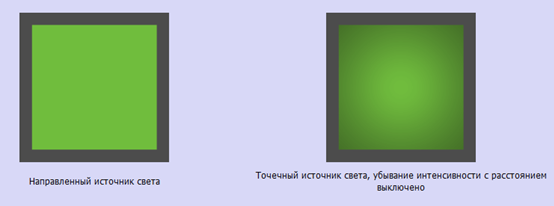 Направленный источник света
Точечный источник света, убывание интенсивности с расстоянием
выключено